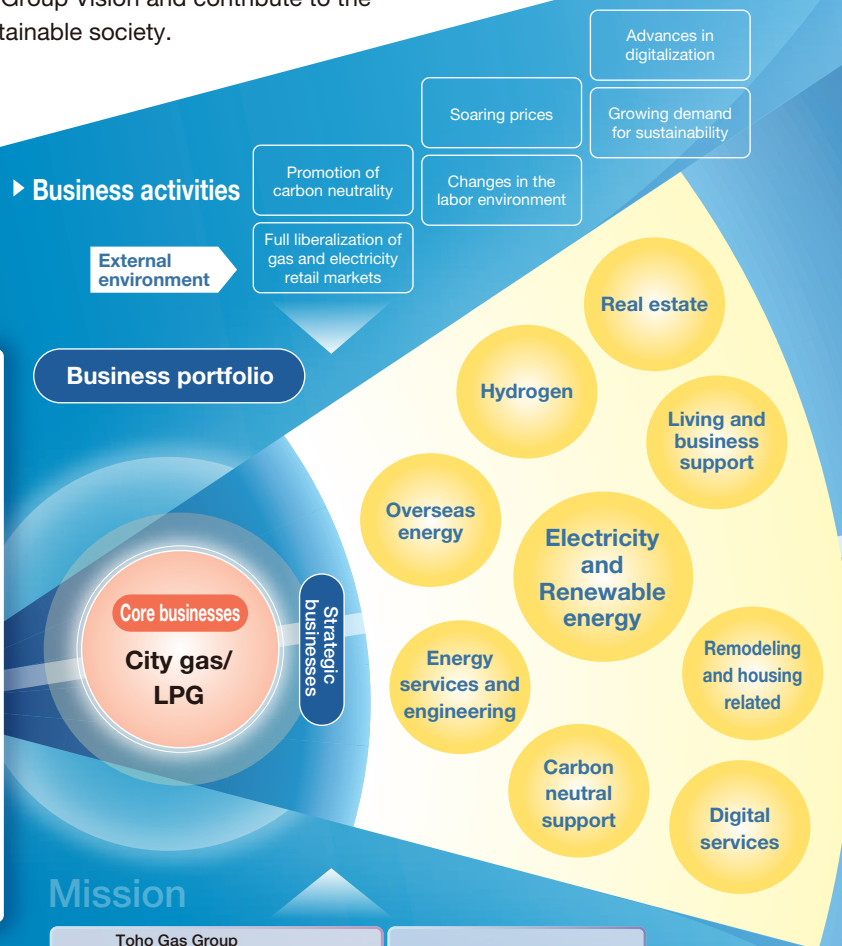 Group Vision and contribute to the
tainable society.
Advances in
digitalization
Soaring prices
Growing demand
for sustainability
Business activities
Promotion of
carbon neutrality
Changes in the
labor environment
External
environment
Full liberalization of
gas and electricity
retail markets
Business portfolio
Real estate
Hydrogen
Living and
business
support
Overseas
energy
Electricity
and
Renewable
energy
Core businesses
City gas/
LPG
Strategic
businesses
Energy
services and
engineering
Remodeling
and housing
related
Carbon
neutral
support
Digital
services
Mission
Toho Gas Group